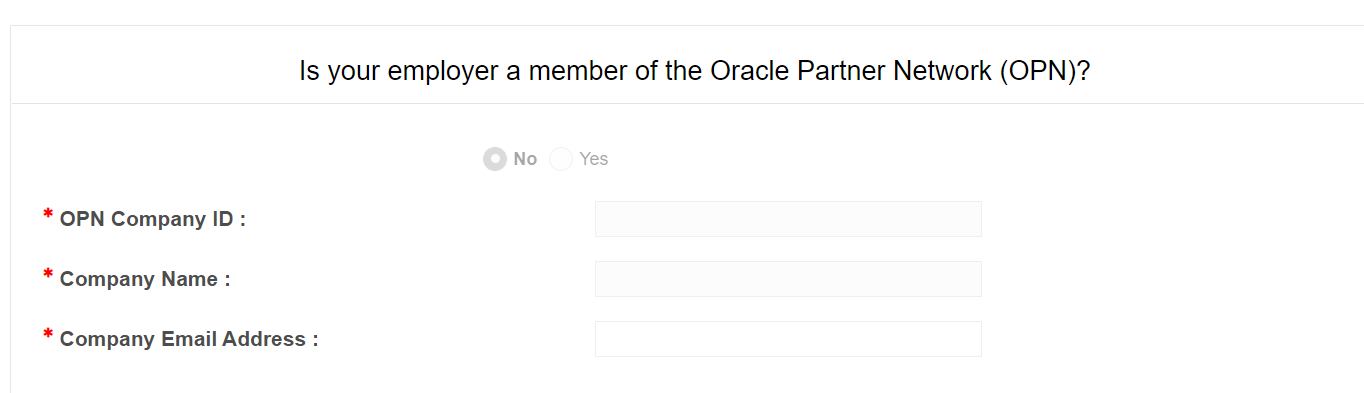 Is your employer a member of the Oracle Partner Network (OPN)?
No Yes
* OPN Company ID :
* Company Name :
* Company Email Address :